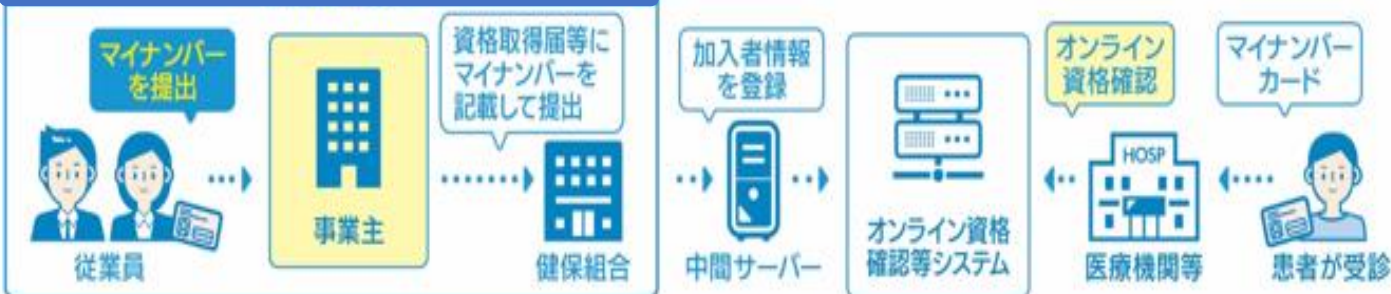 マイナンバー
を提出
従業員
事業主
資格取得届等に
マイナンバーを
記載して提出
健保組合
加入者情報
を登録
中間サーバー
オンライン資格
確認等システム
オンライン
資格確認
HOSP
医療機関等
マイナンバー
カード
患者が受診